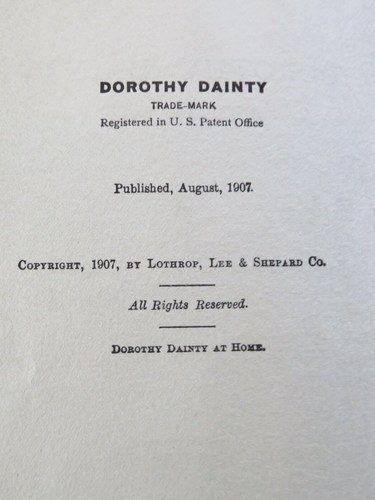 DOROTHY DAINTY
TRADE-MARK
Registered in U. S. Patent Office
Published, August, 1907.
COPYRIGHT, 1907, BY LOTHROP, LEE & SHEPARD CO.
All Rights Reserved.
DOROTHY DAINTY AT HOME.